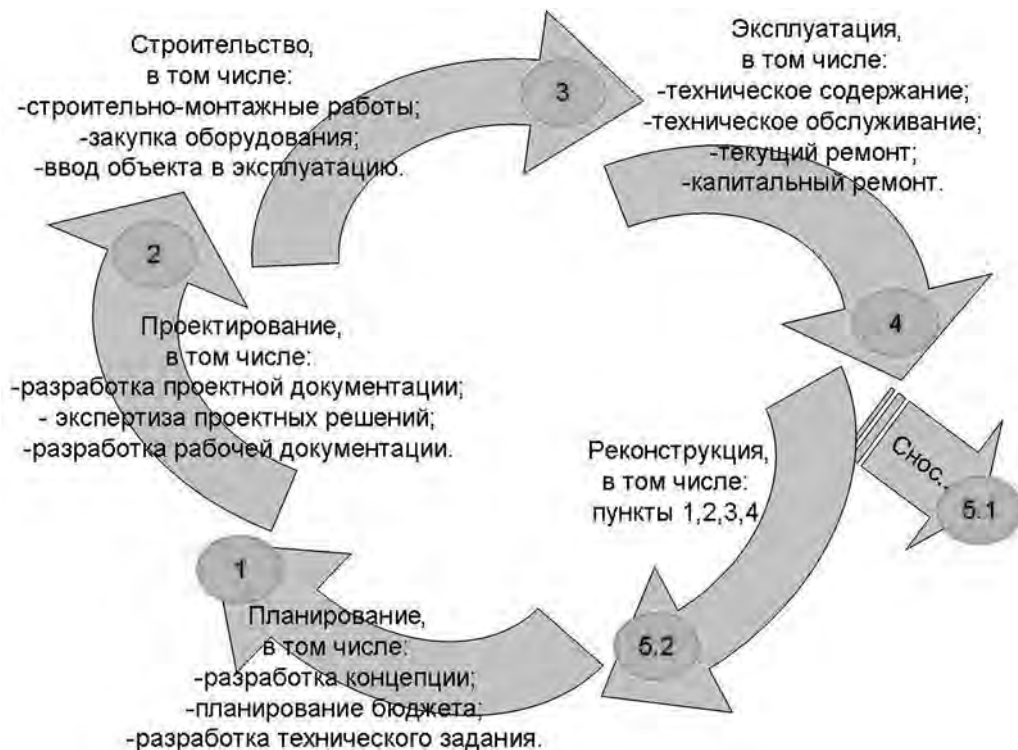 Строительство,
в том числе:
-строительно-монтажные работы;
-закупка оборудования;
-ввод объекта в эксплуатацию.
3
Эксплуатация,
в том числе:
-техническое содержание;
-техническое обслуживание;
-текущий ремонт;
-капитальный ремонт.
2
Проектирование,
в том числе:
-разработка проектной документации;
- экспертиза проектных решений;
-разработка рабочей документации.
4
Реконструкция,
в том числе:
пункты 1,2,3,4
Снос..
5.1
1
Планирование,
в том числе:
-разработка концепции;
-планирование бюджета;
-разработка технического задания.
5.2